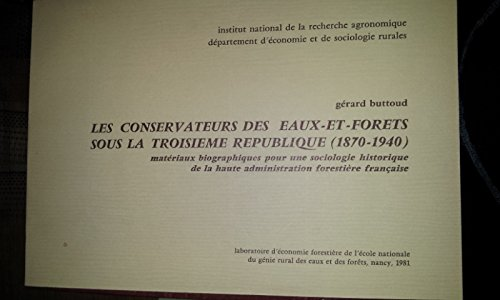 institut national de la recherche agronomique
département d'économie et de sociologie rurales
gérard buttoud
LES CONSERVATEURS DES EAUX-ET-FORETS
SOUS LA TROISIEME REPUBLIQUE (1870-1940)
matériaux biographiques pour une sociologie historique
de la haute administration forestière française
laboratoire d'économie forestière de l'école nationale
du génie rural des eaux et des forêts, nancy, 1981